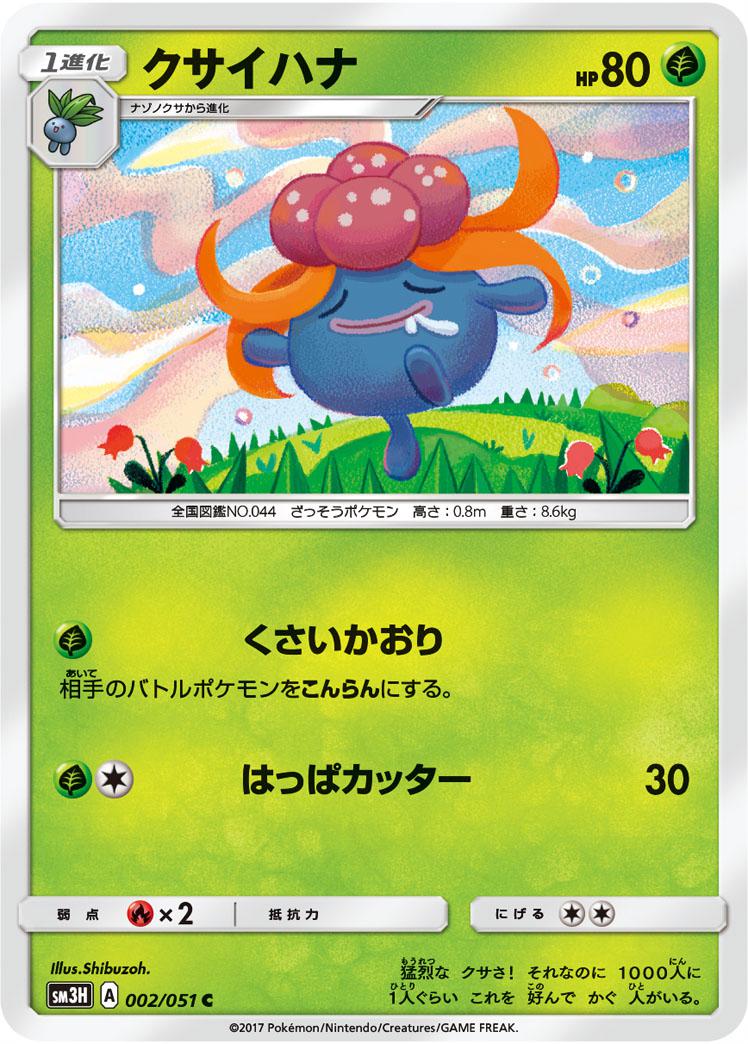 1進化 クサイハナ HP80
ナゾノクサから進化
全国図鑑NO.044 ざっそうポケモン 高さ:0.8m 重さ:8.6kg
くさいかおり
相手のバトルポケモンをこんらんにする。
はっぱカッター 30
弱点 ×2 抵抗力 にげる
Illus.Shibuzoh.
猛烈な クサさ! それなのに 1000人に
1人ぐらい これを 好んで かぐ 人がいる。
SM3H A 002/051 C
©2017 Pokémon/Nintendo/Creatures/GAME FREAK.